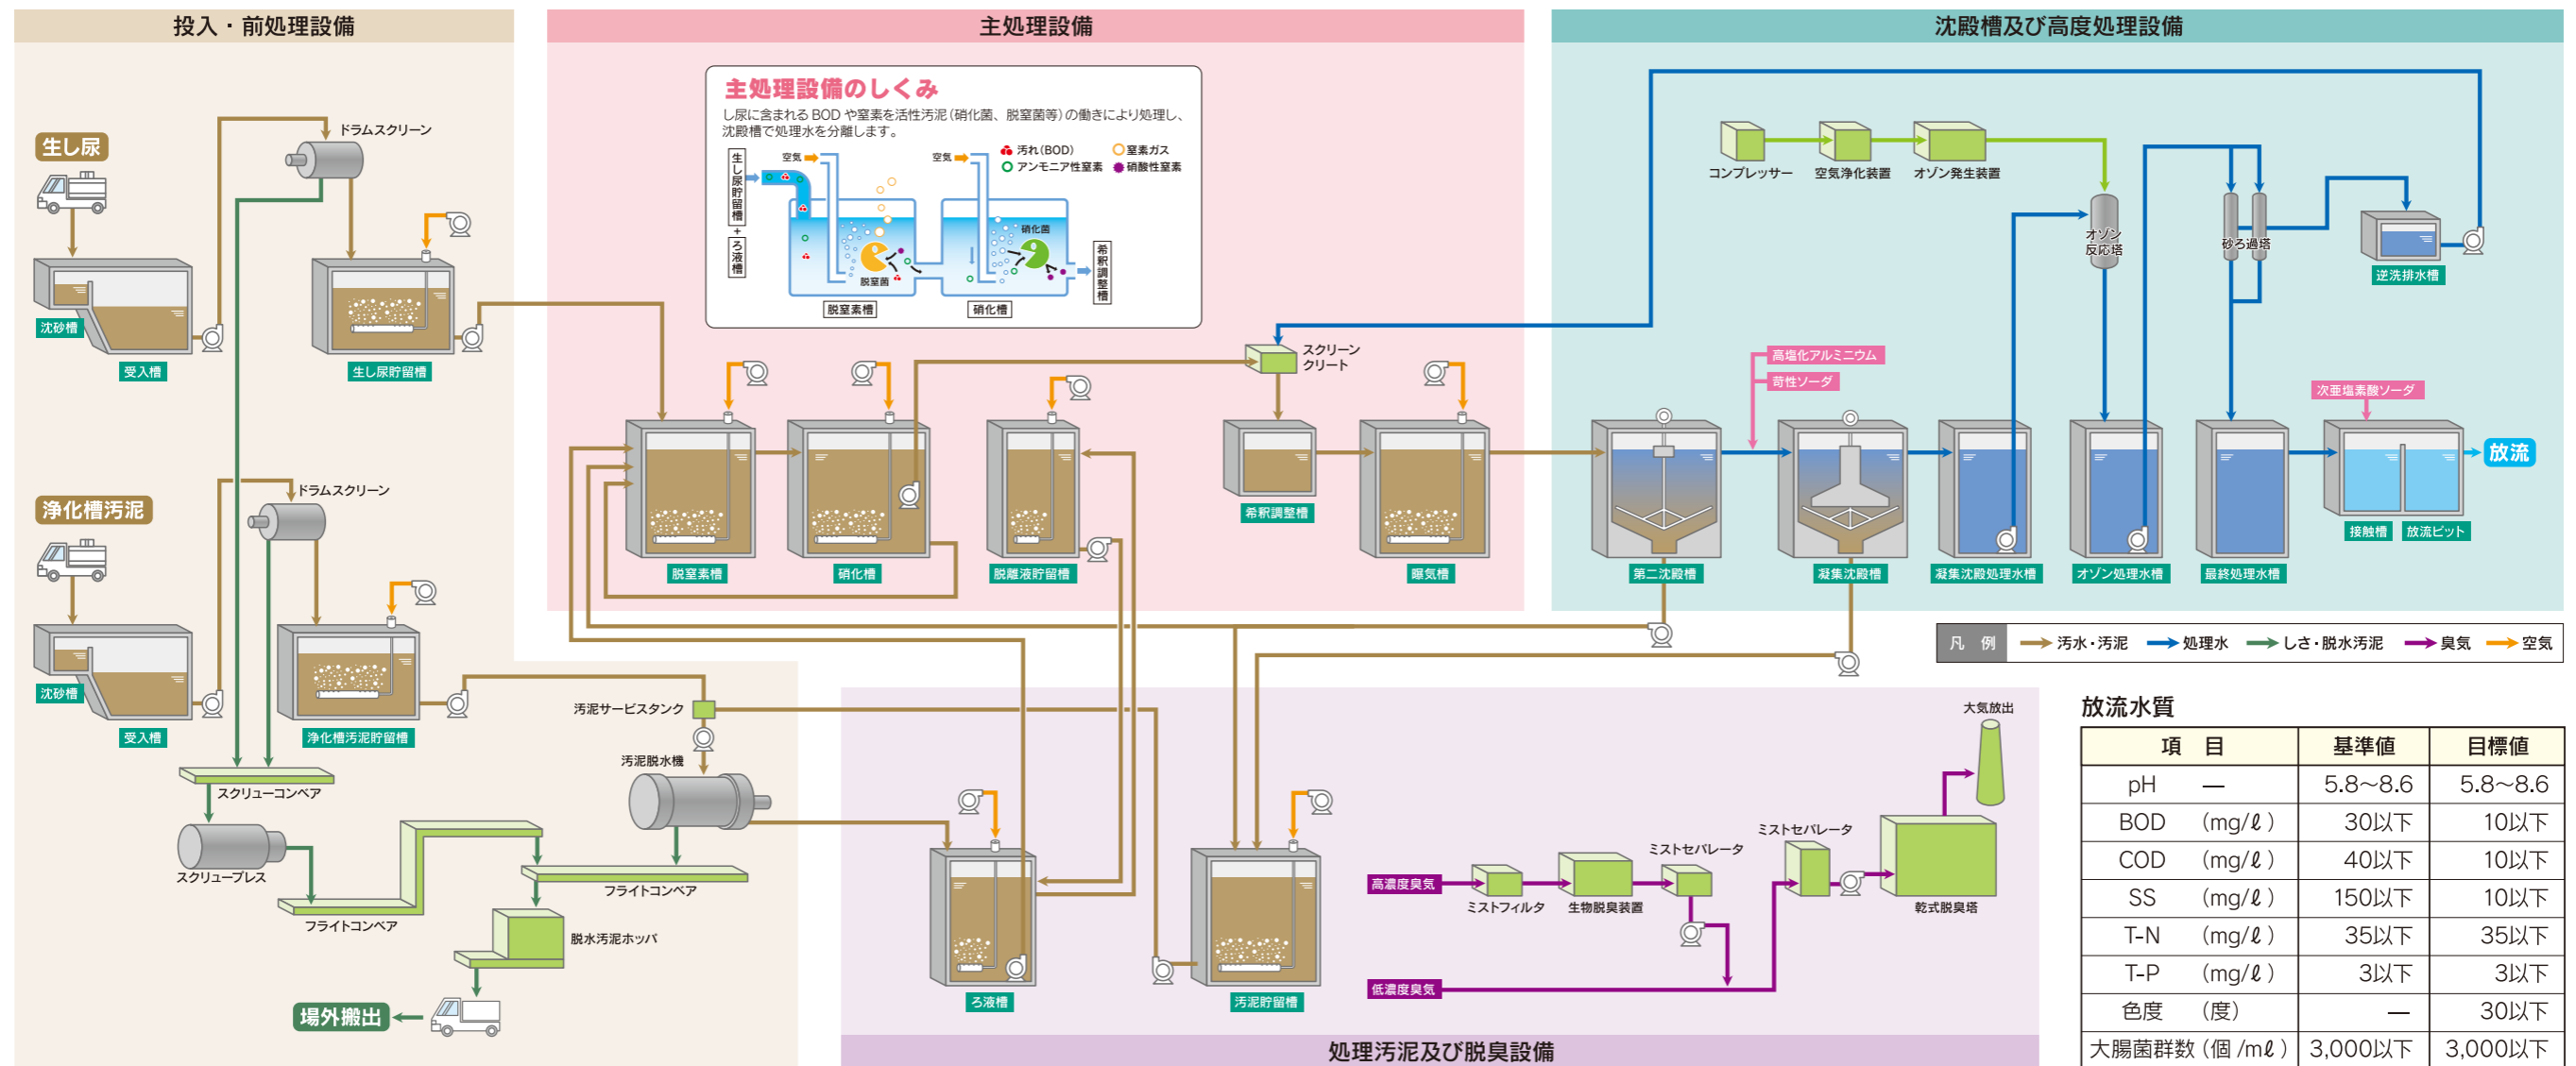 投入・前処理設備
生し尿
ドラムスクリーン
沈砂槽
受入槽
生し尿貯留槽
浄化槽汚泥
ドラムスクリーン
沈砂槽
受入槽
浄化槽汚泥貯留槽
汚泥サービスタンク
汚泥脱水機
スクリューコンベア
スクリュープレス
フライトコンベア
フライトコンベア
脱水汚泥ホッパ
場外搬出
主処理設備
主処理設備のしくみ
し尿に含まれる BOD や窒素を活性汚泥（硝化菌、脱窒菌等）の働きにより処理し、
沈殿槽で処理水を分離します。
汚れ（BOD）
窒素ガス
アンモニア性窒素
硝酸性窒素
生し尿貯留槽
+
ろ液槽
空気
空気
脱窒菌
硝化菌
脱窒素槽
硝化槽
希釈調整槽
スクリーン
クリート
脱窒素槽
硝化槽
脱離液貯留槽
希釈調整槽
曝気槽
沈殿槽及び高度処理設備
コンプレッサー
空気浄化装置
オゾン発生装置
オゾン
反応塔
砂ろ過塔
逆洗排水槽
高塩化アルミニウム
苛性ソーダ
次亜塩素酸ソーダ
放流
第二沈殿槽
凝集沈殿槽
凝集沈殿処理水槽
オゾン処理水槽
最終処理水槽
接触槽
放流ピット
凡 例
汚水・汚泥
処理水
しさ・脱水汚泥
臭気
空気
ろ液槽
汚泥貯留槽
高濃度臭気
低濃度臭気
ミストフィルタ
生物脱臭装置
ミストセパレータ
ミストセパレータ
乾式脱臭塔
大気放出
処理汚泥及び脱臭設備
放流水質
項 目 基準値 目標値
pH ― 5.8～8.6 5.8～8.6
BOD （mg/ℓ） 30以下 10以下
COD （mg/ℓ） 40以下 10以下
SS （mg/ℓ） 150以下 10以下
T-N （mg/ℓ） 35以下 35以下
T-P （mg/ℓ） 3以下 3以下
色度 （度） ― 30以下
大腸菌群数（個/mℓ） 3,000以下 3,000以下